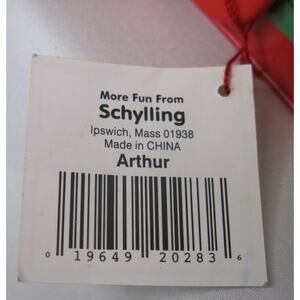 More Fun From
Schylling
Ipswich, Mass 01938
Made in CHINA
Arthur
0 19649 20283 6